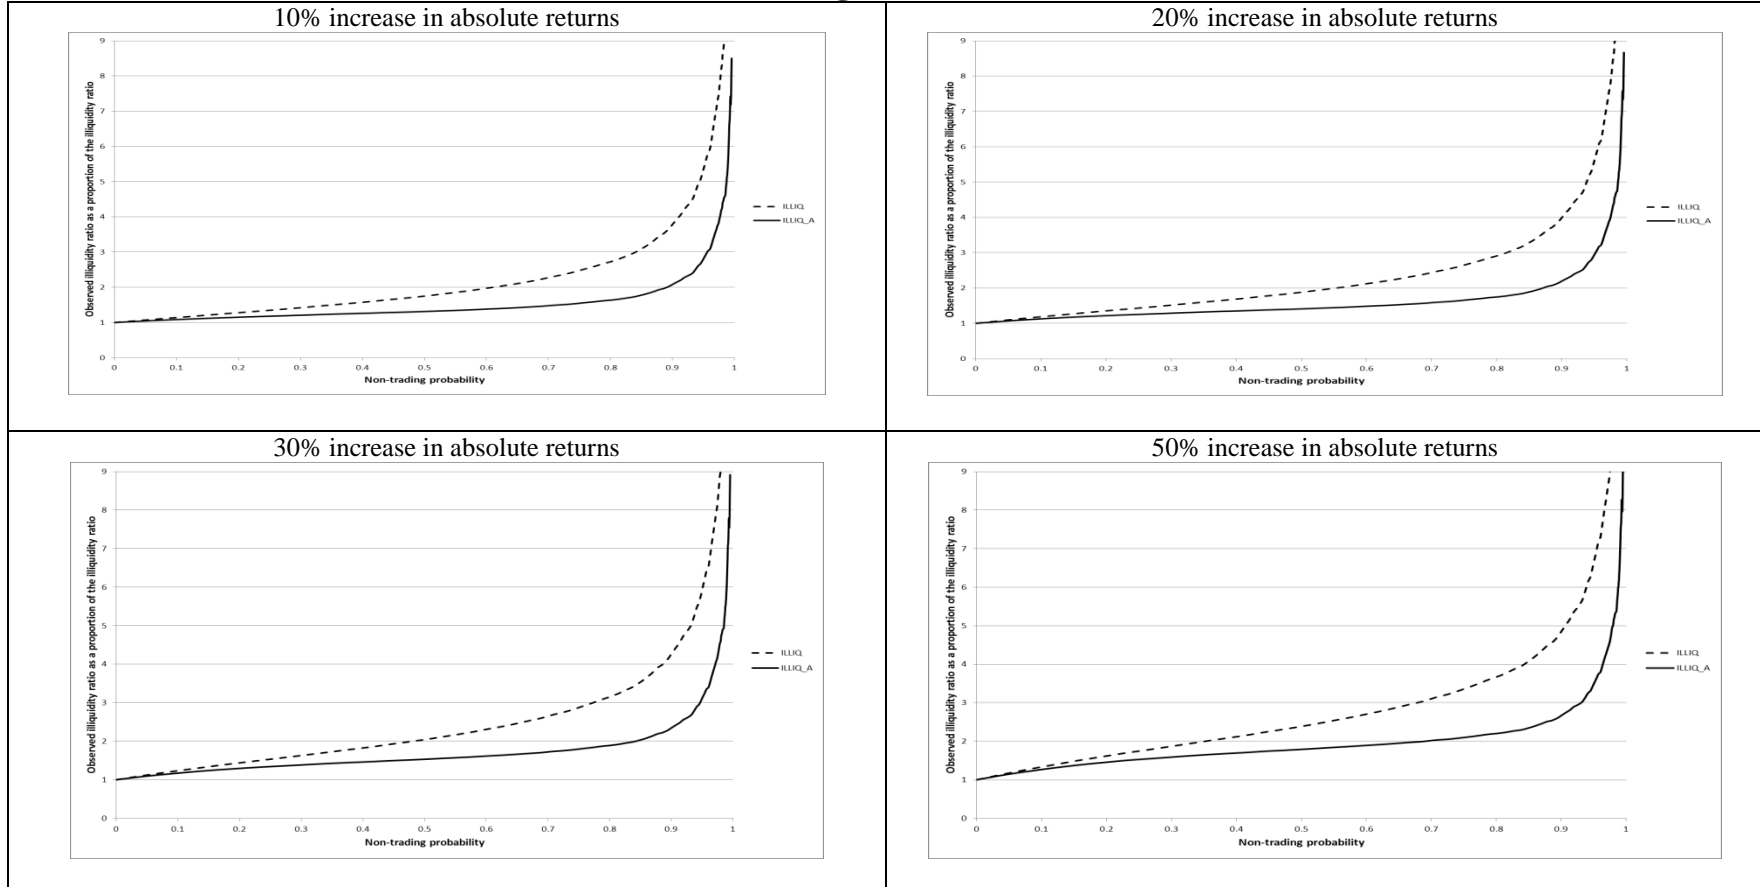 10% increase in absolute returns
Observed illiquidity ratio as a proportion of the illiquidity ratio
9
8
7
6
5
4
3
2
1
0
0 0.1 0.2 0.3 0.4 0.5 0.6 0.7 0.8 0.9 1
Non-trading probability
ILLIQ
ILLIQ_A
20% increase in absolute returns
Observed illiquidity ratio as a proportion of the illiquidity ratio
9
8
7
6
5
4
3
2
1
0
0 0.1 0.2 0.3 0.4 0.5 0.6 0.7 0.8 0.9 1
Non-trading probability
ILLIQ
ILLIQ_A
30% increase in absolute returns
Observed illiquidity ratio as a proportion of the illiquidity ratio
9
8
7
6
5
4
3
2
1
0
0 0.1 0.2 0.3 0.4 0.5 0.6 0.7 0.8 0.9 1
Non-trading probability
ILLIQ
ILLIQ_A
50% increase in absolute returns
Observed illiquidity ratio as a proportion of the illiquidity ratio
9
8
7
6
5
4
3
2
1
0
0 0.1 0.2 0.3 0.4 0.5 0.6 0.7 0.8 0.9 1
Non-trading probability
ILLIQ
ILLIQ_A